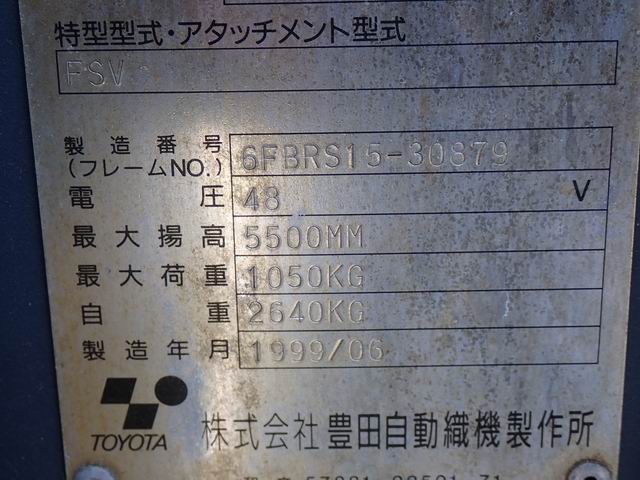 特型型式・アタッチメント型式
FSV
製造番号
(フレームNO.) 6FBRS15-30879
電圧 48 V
最大揚高 5500MM
最大荷重 1050KG
自重 2640KG
製造年月 1999/06
TOYOTA 株式会社 豊田自動織機製作所